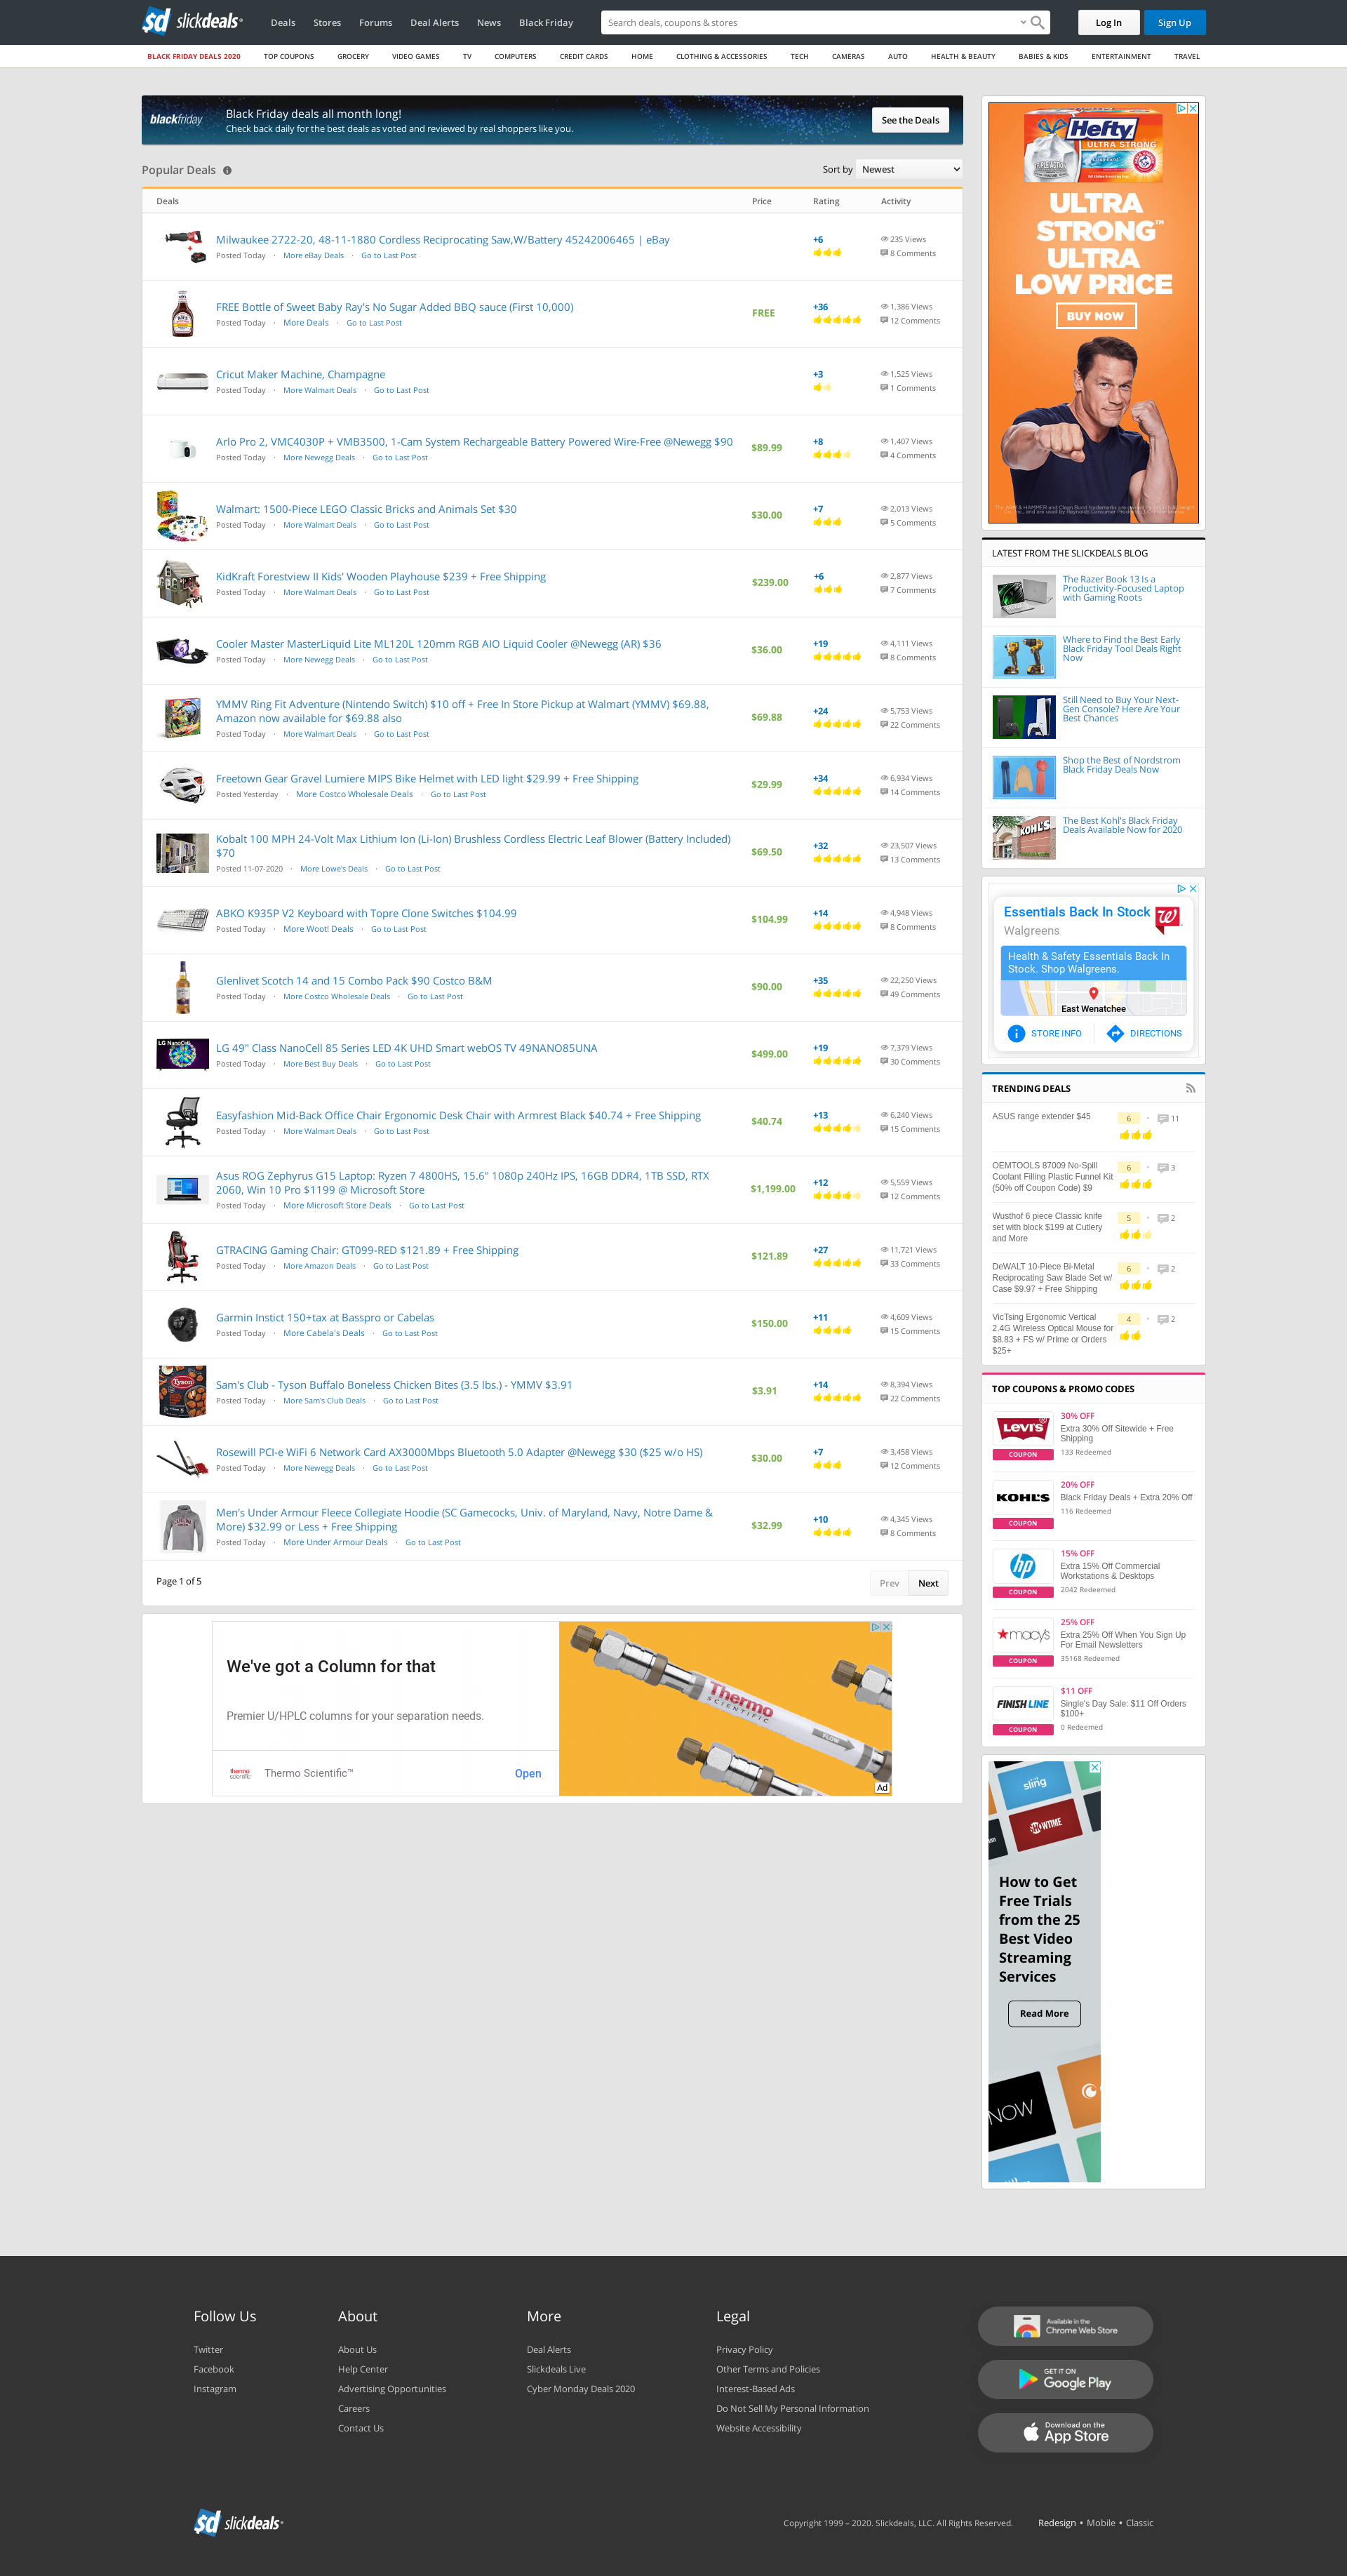 slickdeals
Deals
Stores
Forums
Deal Alerts
News
Black Friday
Search deals, coupons & stores
Log In
Sign Up
BLACK FRIDAY DEALS 2020
TOP COUPONS
GROCERY
VIDEO GAMES
TV
COMPUTERS
CREDIT CARDS
HOME
CLOTHING & ACCESSORIES
TECH
CAMERAS
AUTO
HEALTH & BEAUTY
BABIES & KIDS
ENTERTAINMENT
TRAVEL
blackfriday
Black Friday deals all month long!
Check back daily for the best deals as voted and reviewed by real shoppers like you.
See the Deals
Popular Deals
Sort by Newest
Deals Price Rating Activity
Milwaukee 2722-20, 48-11-1880 Cordless Reciprocating Saw,W/Battery 45242006465 | eBay
Posted Today · More eBay Deals · Go to Last Post
+6
235 Views
8 Comments
FREE Bottle of Sweet Baby Ray's No Sugar Added BBQ sauce (First 10,000)
Posted Today · More Deals · Go to Last Post
FREE
+36
1,386 Views
12 Comments
Cricut Maker Machine, Champagne
Posted Today · More Walmart Deals · Go to Last Post
+3
1,525 Views
1 Comments
Arlo Pro 2, VMC4030P + VMB3500, 1-Cam System Rechargeable Battery Powered Wire-Free @Newegg $90
Posted Today · More Newegg Deals · Go to Last Post
$89.99
+8
1,407 Views
4 Comments
Walmart: 1500-Piece LEGO Classic Bricks and Animals Set $30
Posted Today · More Walmart Deals · Go to Last Post
$30.00
+7
2,013 Views
5 Comments
KidKraft Forestview II Kids' Wooden Playhouse $239 + Free Shipping
Posted Today · More Walmart Deals · Go to Last Post
$239.00
+6
2,877 Views
7 Comments
Cooler Master MasterLiquid Lite ML120L 120mm RGB AIO Liquid Cooler @Newegg (AR) $36
Posted Today · More Newegg Deals · Go to Last Post
$36.00
+19
4,111 Views
8 Comments
YMMV Ring Fit Adventure (Nintendo Switch) $10 off + Free In Store Pickup at Walmart (YMMV) $69.88,
Amazon now available for $69.88 also
Posted Today · More Walmart Deals · Go to Last Post
$69.88
+24
5,753 Views
22 Comments
Freetown Gear Gravel Lumiere MIPS Bike Helmet with LED light $29.99 + Free Shipping
Posted Yesterday · More Costco Wholesale Deals · Go to Last Post
$29.99
+34
6,934 Views
14 Comments
Kobalt 100 MPH 24-Volt Max Lithium Ion (Li-Ion) Brushless Cordless Electric Leaf Blower (Battery Included)
$70
Posted 11-07-2020 · More Lowe's Deals · Go to Last Post
$69.50
+32
23,507 Views
13 Comments
ABKO K935P V2 Keyboard with Topre Clone Switches $104.99
Posted Today · More Woot! Deals · Go to Last Post
$104.99
+14
4,948 Views
8 Comments
Glenlivet Scotch 14 and 15 Combo Pack $90 Costco B&M
Posted Today · More Costco Wholesale Deals · Go to Last Post
$90.00
+35
22,250 Views
49 Comments
LG NanoCell
LG 49" Class NanoCell 85 Series LED 4K UHD Smart webOS TV 49NANO85UNA
Posted Today · More Best Buy Deals · Go to Last Post
$499.00
+19
7,379 Views
30 Comments
Easyfashion Mid-Back Office Chair Ergonomic Desk Chair with Armrest Black $40.74 + Free Shipping
Posted Today · More Walmart Deals · Go to Last Post
$40.74
+13
6,240 Views
15 Comments
Asus ROG Zephyrus G15 Laptop: Ryzen 7 4800HS, 15.6" 1080p 240Hz IPS, 16GB DDR4, 1TB SSD, RTX
2060, Win 10 Pro $1199 @ Microsoft Store
Posted Today · More Microsoft Store Deals · Go to Last Post
$1,199.00
+12
5,559 Views
12 Comments
GTRACING Gaming Chair: GT099-RED $121.89 + Free Shipping
Posted Today · More Amazon Deals · Go to Last Post
$121.89
+27
11,721 Views
33 Comments
Garmin Instict 150+tax at Basspro or Cabelas
Posted Today · More Cabela's Deals · Go to Last Post
$150.00
+11
4,609 Views
15 Comments
Tyson
Sam's Club - Tyson Buffalo Boneless Chicken Bites (3.5 lbs.) - YMMV $3.91
Posted Today · More Sam's Club Deals · Go to Last Post
$3.91
+14
8,394 Views
22 Comments
Rosewill PCI-e WiFi 6 Network Card AX3000Mbps Bluetooth 5.0 Adapter @Newegg $30 ($25 w/o HS)
Posted Today · More Newegg Deals · Go to Last Post
$30.00
+7
3,458 Views
12 Comments
Men's Under Armour Fleece Collegiate Hoodie (SC Gamecocks, Univ. of Maryland, Navy, Notre Dame &
More) $32.99 or Less + Free Shipping
Posted Today · More Under Armour Deals · Go to Last Post
$32.99
+10
4,345 Views
8 Comments
Page 1 of 5
Prev
Next
We've got a Column for that
Premier U/HPLC columns for your separation needs.
thermo scientific
Thermo Scientific™
Open
Thermo
SCIENTIFIC
FLOW
Ad
Hefty
ULTRA STRONG
ULTRA
STRONG™
ULTRA
LOW PRICE
BUY NOW
LATEST FROM THE SLICKDEALS BLOG
The Razer Book 13 Is a
Productivity-Focused Laptop
with Gaming Roots
Where to Find the Best Early
Black Friday Tool Deals Right
Now
Still Need to Buy Your Next-
Gen Console? Here Are Your
Best Chances
Shop the Best of Nordstrom
Black Friday Deals Now
KOHL'S
The Best Kohl's Black Friday
Deals Available Now for 2020
Essentials Back In Stock
Walgreens
Health & Safety Essentials Back In
Stock. Shop Walgreens.
East Wenatchee
STORE INFO
DIRECTIONS
TRENDING DEALS
ASUS range extender $45
6 · 11
OEMTOOLS 87009 No-Spill
Coolant Filling Plastic Funnel Kit
(50% off Coupon Code) $9
6 · 3
Wusthof 6 piece Classic knife
set with block $199 at Cutlery
and More
5 · 2
DeWALT 10-Piece Bi-Metal
Reciprocating Saw Blade Set w/
Case $9.97 + Free Shipping
6 · 2
VicTsing Ergonomic Vertical
2.4G Wireless Optical Mouse for
$8.83 + FS w/ Prime or Orders
$25+
4 · 2
TOP COUPONS & PROMO CODES
LEVI'S
COUPON
30% OFF
Extra 30% Off Sitewide + Free
Shipping
133 Redeemed
KOHL'S
COUPON
20% OFF
Black Friday Deals + Extra 20% Off
116 Redeemed
hp
COUPON
15% OFF
Extra 15% Off Commercial
Workstations & Desktops
2042 Redeemed
macy's
COUPON
25% OFF
Extra 25% Off When You Sign Up
For Email Newsletters
35168 Redeemed
FINISH LINE
COUPON
$11 OFF
Single's Day Sale: $11 Off Orders
$100+
0 Redeemed
sling
SHOWTIME
How to Get
Free Trials
from the 25
Best Video
Streaming
Services
Read More
NOW
Follow Us
Twitter
Facebook
Instagram
About
About Us
Help Center
Advertising Opportunities
Careers
Contact Us
More
Deal Alerts
Slickdeals Live
Cyber Monday Deals 2020
Legal
Privacy Policy
Other Terms and Policies
Interest-Based Ads
Do Not Sell My Personal Information
Website Accessibility
Available in the
Chrome Web Store
GET IT ON
Google Play
Download on the
App Store
slickdeals
Copyright 1999 – 2020. Slickdeals, LLC. All Rights Reserved.
Redesign • Mobile • Classic